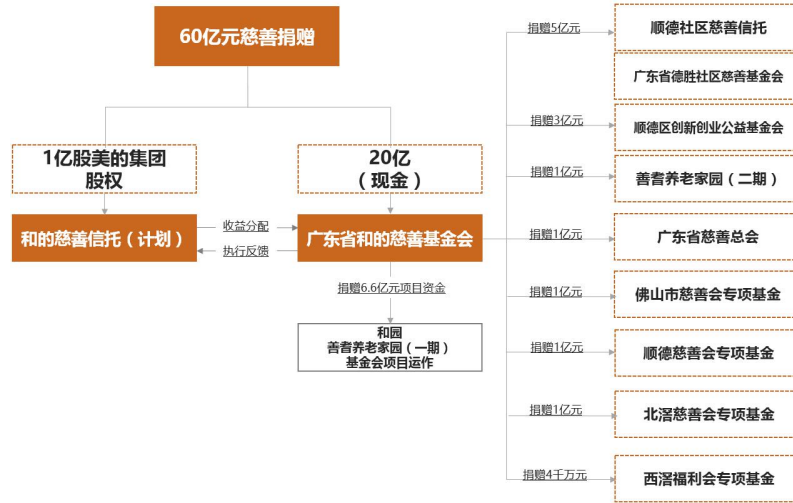 60亿元慈善捐赠
1亿股美的集团
股权
20亿
（现金）
和的慈善信托（计划）
收益分配
执行反馈
广东省和的慈善基金会
捐赠6.6亿元项目资金
和园
善耆养老家园（一期）
基金会项目运作
捐赠5亿元
顺德社区慈善信托
广东省德胜社区慈善基金会
捐赠3亿元
顺德区创新创业公益基金会
捐赠1亿元
善耆养老家园（二期）
捐赠1亿元
广东省慈善总会
捐赠1亿元
佛山市慈善会专项基金
捐赠1亿元
顺德慈善会专项基金
捐赠1亿元
北滘慈善会专项基金
捐赠4千万元
西滘福利会专项基金